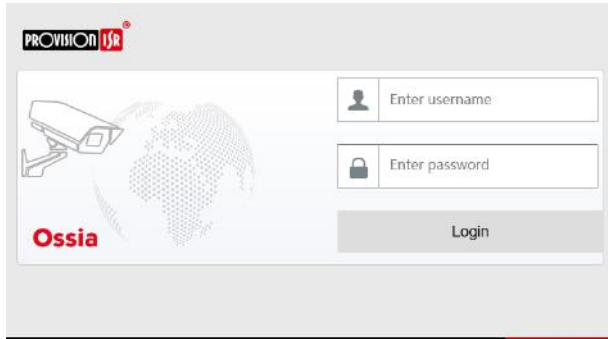 PROVISION ISR®
Enter username
Enter password
Ossia
Login